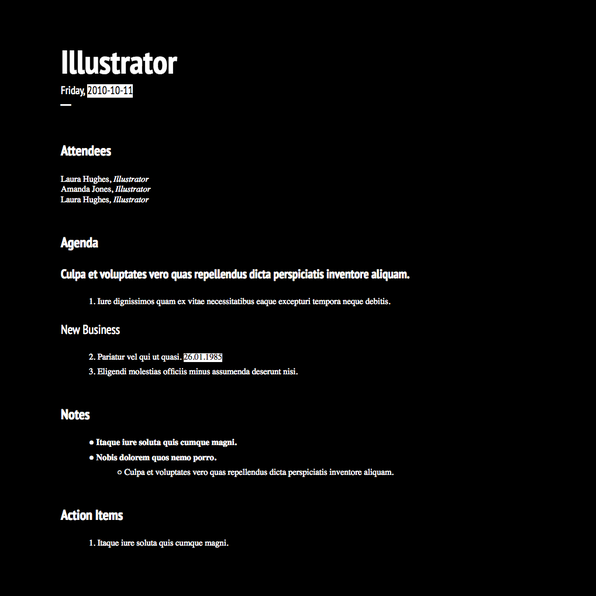 Illustrator
Friday, 2010-10-11
Attendees
Laura Hughes, Illustrator
Amanda Jones, Illustrator
Laura Hughes, Illustrator
Agenda
Culpa et voluptates vero quas repellendus dicta perspiciatis inventore aliquam.
1. Iure dignissimos quam ex vitae necessitatibus eaque excepturi tempora neque debitis.
New Business
2. Pariatur vel qui ut quasi. 26.01.1985
3. Eligendi molestias officiis minus assumenda deserunt nisi.
Notes
● Itaque iure soluta quis cumque magni.
● Nobis dolorem quos nemo porro.
○ Culpa et voluptates vero quas repellendus dicta perspiciatis inventore aliquam.
Action Items
1. Itaque iure soluta quis cumque magni.